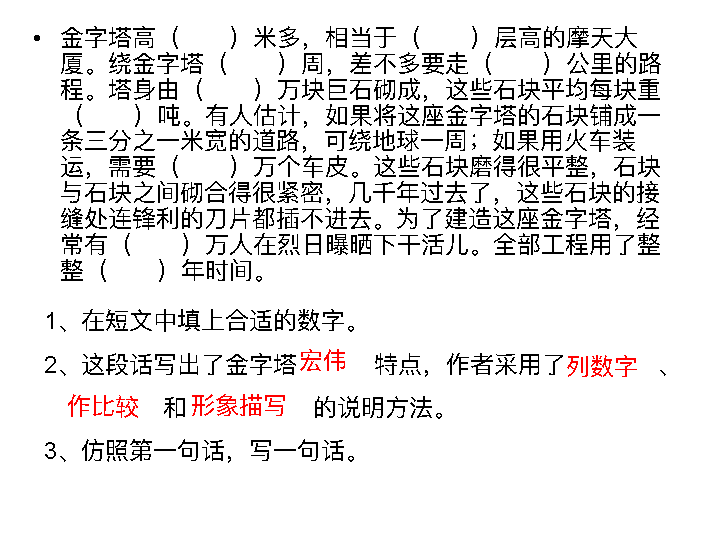 • 金字塔高（　　）米多，相当于（　　）层高的摩天大
厦。绕金字塔（　　）周，差不多要走（　　）公里的路
程。塔身由（　　）万块巨石砌成，这些石块平均每块重
（　　）吨。有人估计，如果将这座金字塔的石块铺成一
条三分之一米宽的道路，可绕地球一周；如果用火车装
运，需要（　　）万个车皮。这些石块磨得很平整，石块
与石块之间砌合得很紧密，几千年过去了，这些石块的接
缝处连锋利的刀片都插不进去。为了建造这座金字塔，经
常有（　　）万人在烈日曝晒下干活儿。全部工程用了整
整（　　）年时间。
1、在短文中填上合适的数字。
2、这段话写出了金字塔宏伟　特点，作者采用了列数字　、
作比较　和 形象描写　的说明方法。
3、仿照第一句话，写一句话。